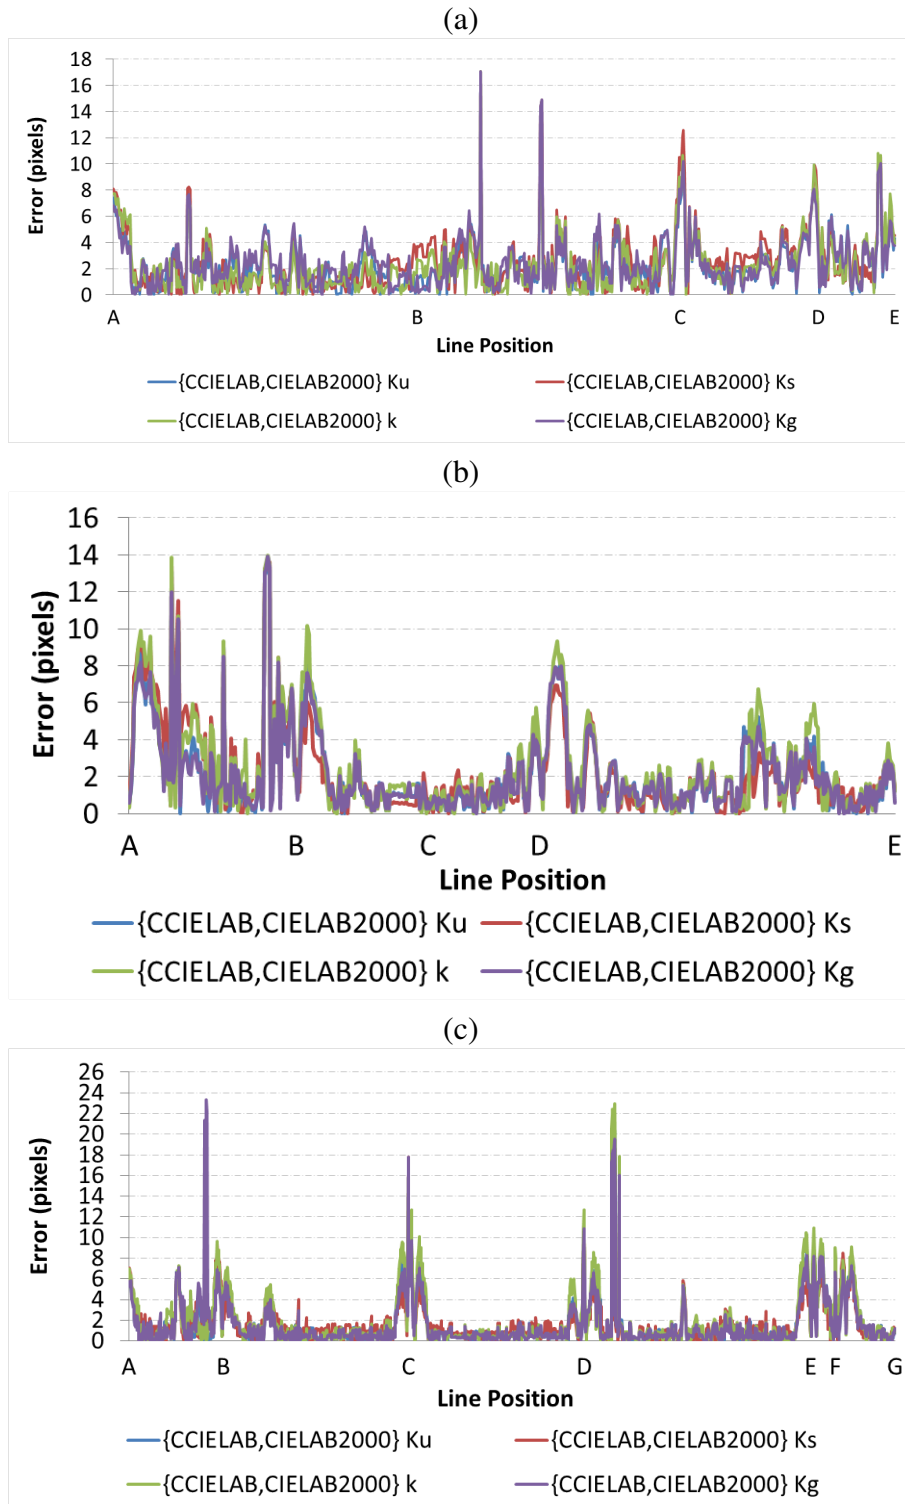 (a)
18
16
14
12
10
8
6
4
2
0
Error (pixels)
A B C D E
Line Position
{CCIELAB,CIELAB2000} Ku {CCIELAB,CIELAB2000} Ks
{CCIELAB,CIELAB2000} k {CCIELAB,CIELAB2000} Kg
(b)
16
14
12
10
8
6
4
2
0
Error (pixels)
A B C D E
Line Position
{CCIELAB,CIELAB2000} Ku {CCIELAB,CIELAB2000} Ks
{CCIELAB,CIELAB2000} k {CCIELAB,CIELAB2000} Kg
(c)
26
24
22
20
18
16
14
12
10
8
6
4
2
0
Error (pixels)
A B C D E F G
Line Position
{CCIELAB,CIELAB2000} Ku {CCIELAB,CIELAB2000} Ks
{CCIELAB,CIELAB2000} k {CCIELAB,CIELAB2000} Kg